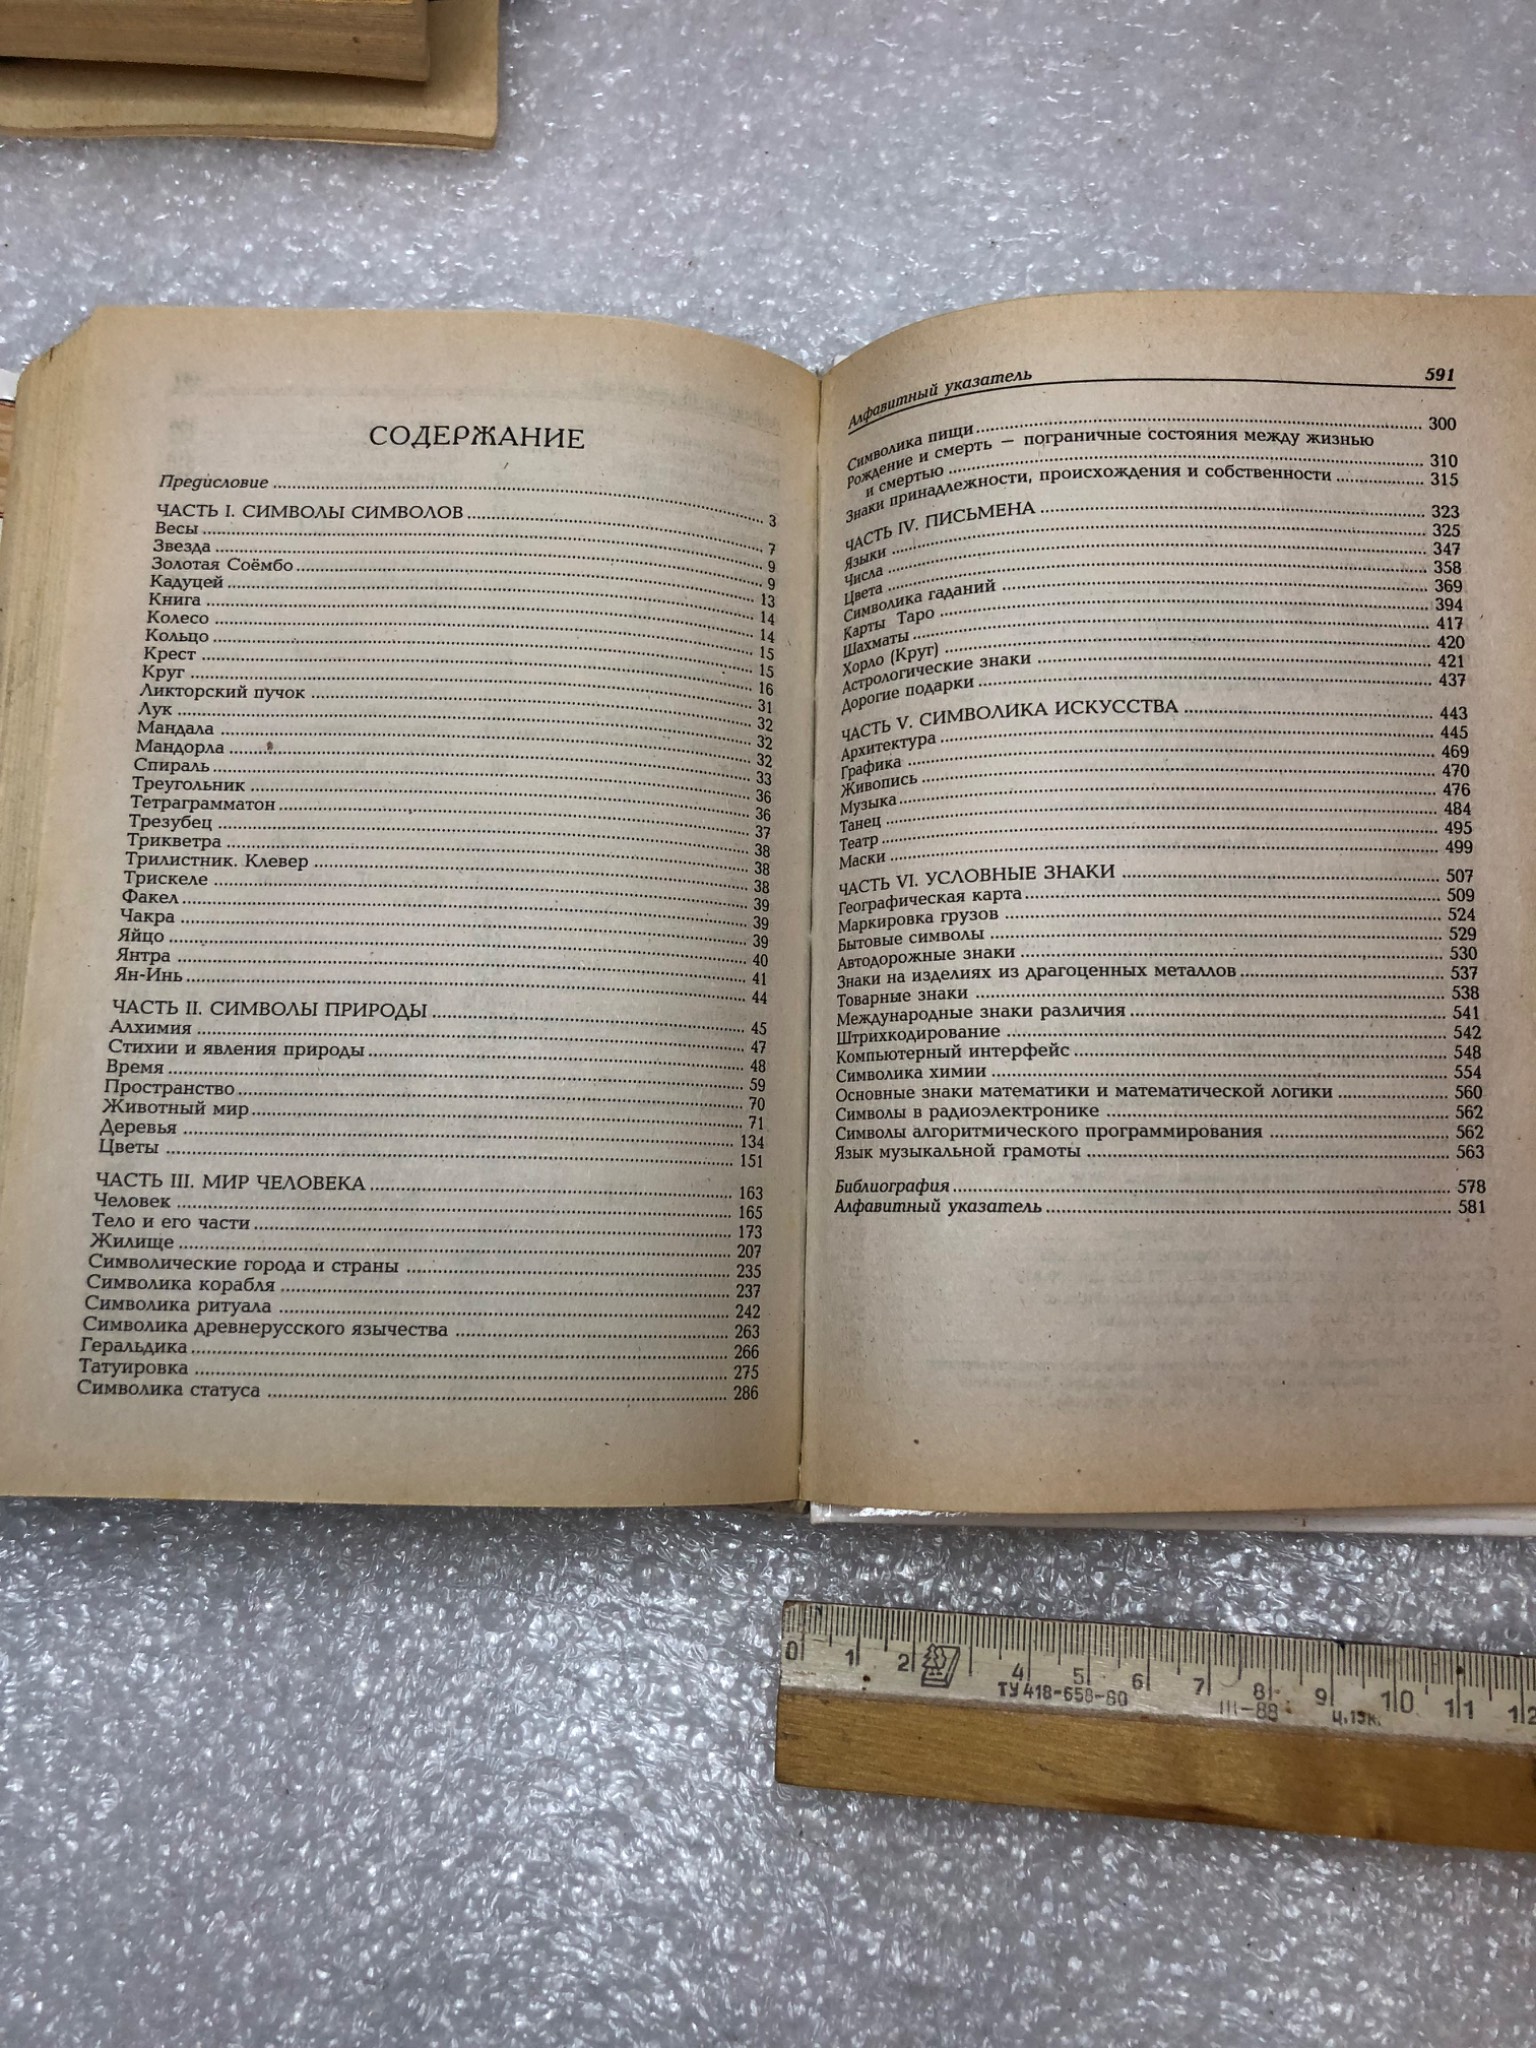 СОДЕРЖАНИЕ
Предисловие ........ 3
ЧАСТЬ I. СИМВОЛЫ СИМВОЛОВ ........ 7
Весы ........ 9
Звезда ........ 9
Золотая Соёмбо ........ 13
Кадуцей ........ 14
Книга ........ 14
Колесо ........ 15
Кольцо ........ 15
Крест ........ 16
Круг ........ 31
Ликторский пучок ........ 32
Лук ........ 32
Мандала ........ 32
Мандорла ........ 33
Спираль ........ 36
Треугольник ........ 36
Тетраграмматон ........ 37
Трезубец ........ 38
Трикветра ........ 38
Трилистник. Клевер ........ 38
Трискеле ........ 39
Факел ........ 39
Чакра ........ 39
Яйцо ........ 40
Янтра ........ 41
Ян-Инь ........ 44
ЧАСТЬ II. СИМВОЛЫ ПРИРОДЫ ........ 45
Алхимия ........ 47
Стихии и явления природы ........ 48
Время ........ 59
Пространство ........ 70
Животный мир ........ 71
Деревья ........ 134
Цветы ........ 151
ЧАСТЬ III. МИР ЧЕЛОВЕКА ........ 163
Человек ........ 165
Тело и его части ........ 173
Жилище ........ 207
Символические города и страны ........ 235
Символика корабля ........ 237
Символика ритуала ........ 242
Символика древнерусского язычества ........ 263
Геральдика ........ 266
Татуировка ........ 275
Символика статуса ........ 286
Алфавитный указатель 591
Символика пищи ........ 300
Рождение и смерть — пограничные состояния между жизнью
и смертью ........ 310
Знаки принадлежности, происхождения и собственности ........ 315
ЧАСТЬ IV. ПИСЬМЕНА ........ 323
Языки ........ 325
Числа ........ 347
Цвета ........ 358
Символика гаданий ........ 369
Карты Таро ........ 394
Шахматы ........ 417
Хорло (Круг) ........ 420
Астрологические знаки ........ 421
Дорогие подарки ........ 437
ЧАСТЬ V. СИМВОЛИКА ИСКУССТВА ........ 443
Архитектура ........ 445
Графика ........ 469
Живопись ........ 470
Музыка ........ 476
Танец ........ 484
Театр ........ 495
Маски ........ 499
ЧАСТЬ VI. УСЛОВНЫЕ ЗНАКИ ........ 507
Географическая карта ........ 509
Маркировка грузов ........ 524
Бытовые символы ........ 529
Автодорожные знаки ........ 530
Знаки на изделиях из драгоценных металлов ........ 537
Товарные знаки ........ 538
Международные знаки различия ........ 541
Штрихкодирование ........ 542
Компьютерный интерфейс ........ 548
Символика химии ........ 554
Основные знаки математики и математической логики ........ 560
Символы в радиоэлектронике ........ 562
Символы алгоритмического программирования ........ 562
Язык музыкальной грамоты ........ 563
Библиография ........ 578
Алфавитный указатель ........ 581
0 1 2 4 5 6 7 8 9 10 11 12
ТУ 418-658-80 III-88 Ц.15к.